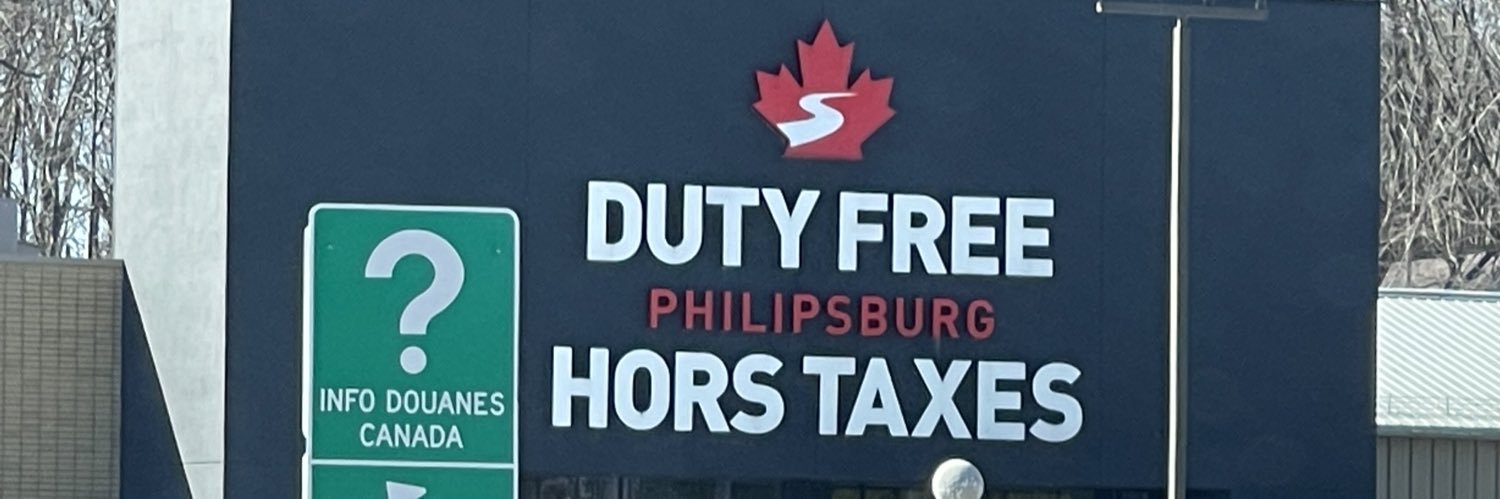 DUTY FREE
PHILIPSBURG
HORS TAXES
?
INFO DOUANES
CANADA